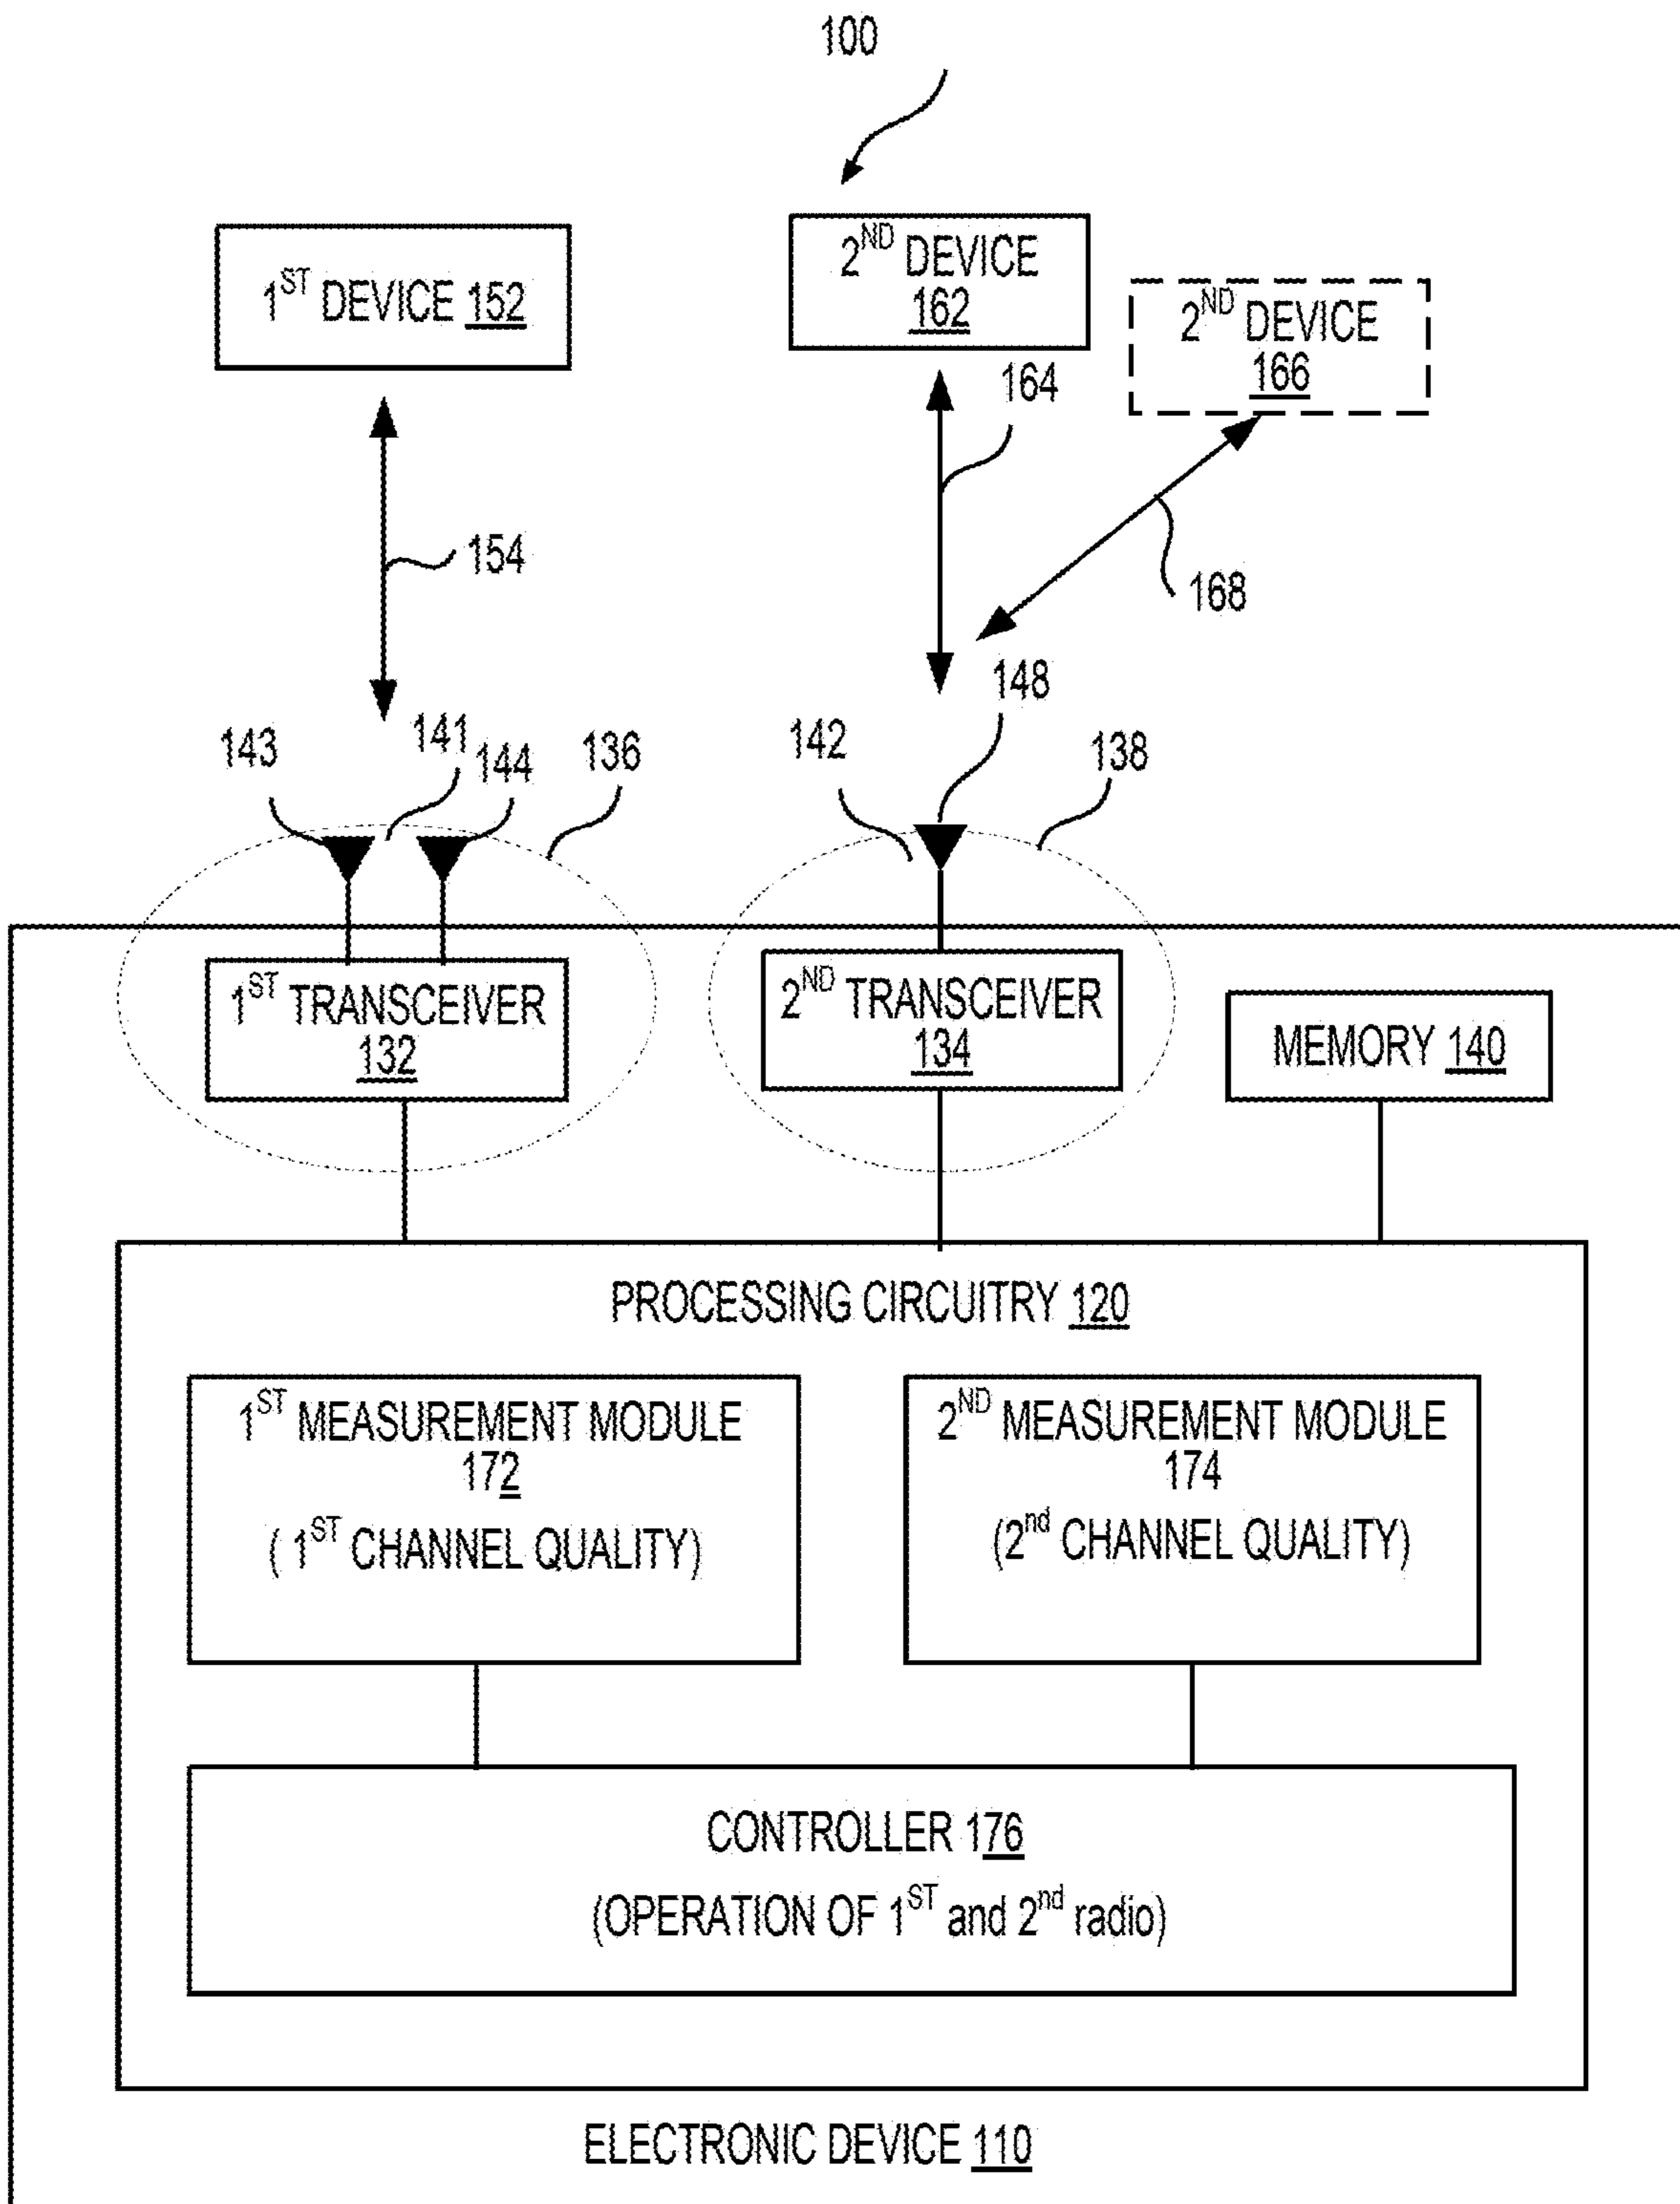 100
1ST DEVICE 152
2ND DEVICE
162
2ND DEVICE
166
164
154
168
148
143
141
144
136
142
138
1ST TRANSCEIVER
132
2ND TRANSCEIVER
134
MEMORY 140
PROCESSING CIRCUITRY 120
1ST MEASUREMENT MODULE
172
( 1ST CHANNEL QUALITY)
2ND MEASUREMENT MODULE
174
(2nd CHANNEL QUALITY)
CONTROLLER 176
(OPERATION OF 1ST and 2nd radio)
ELECTRONIC DEVICE 110